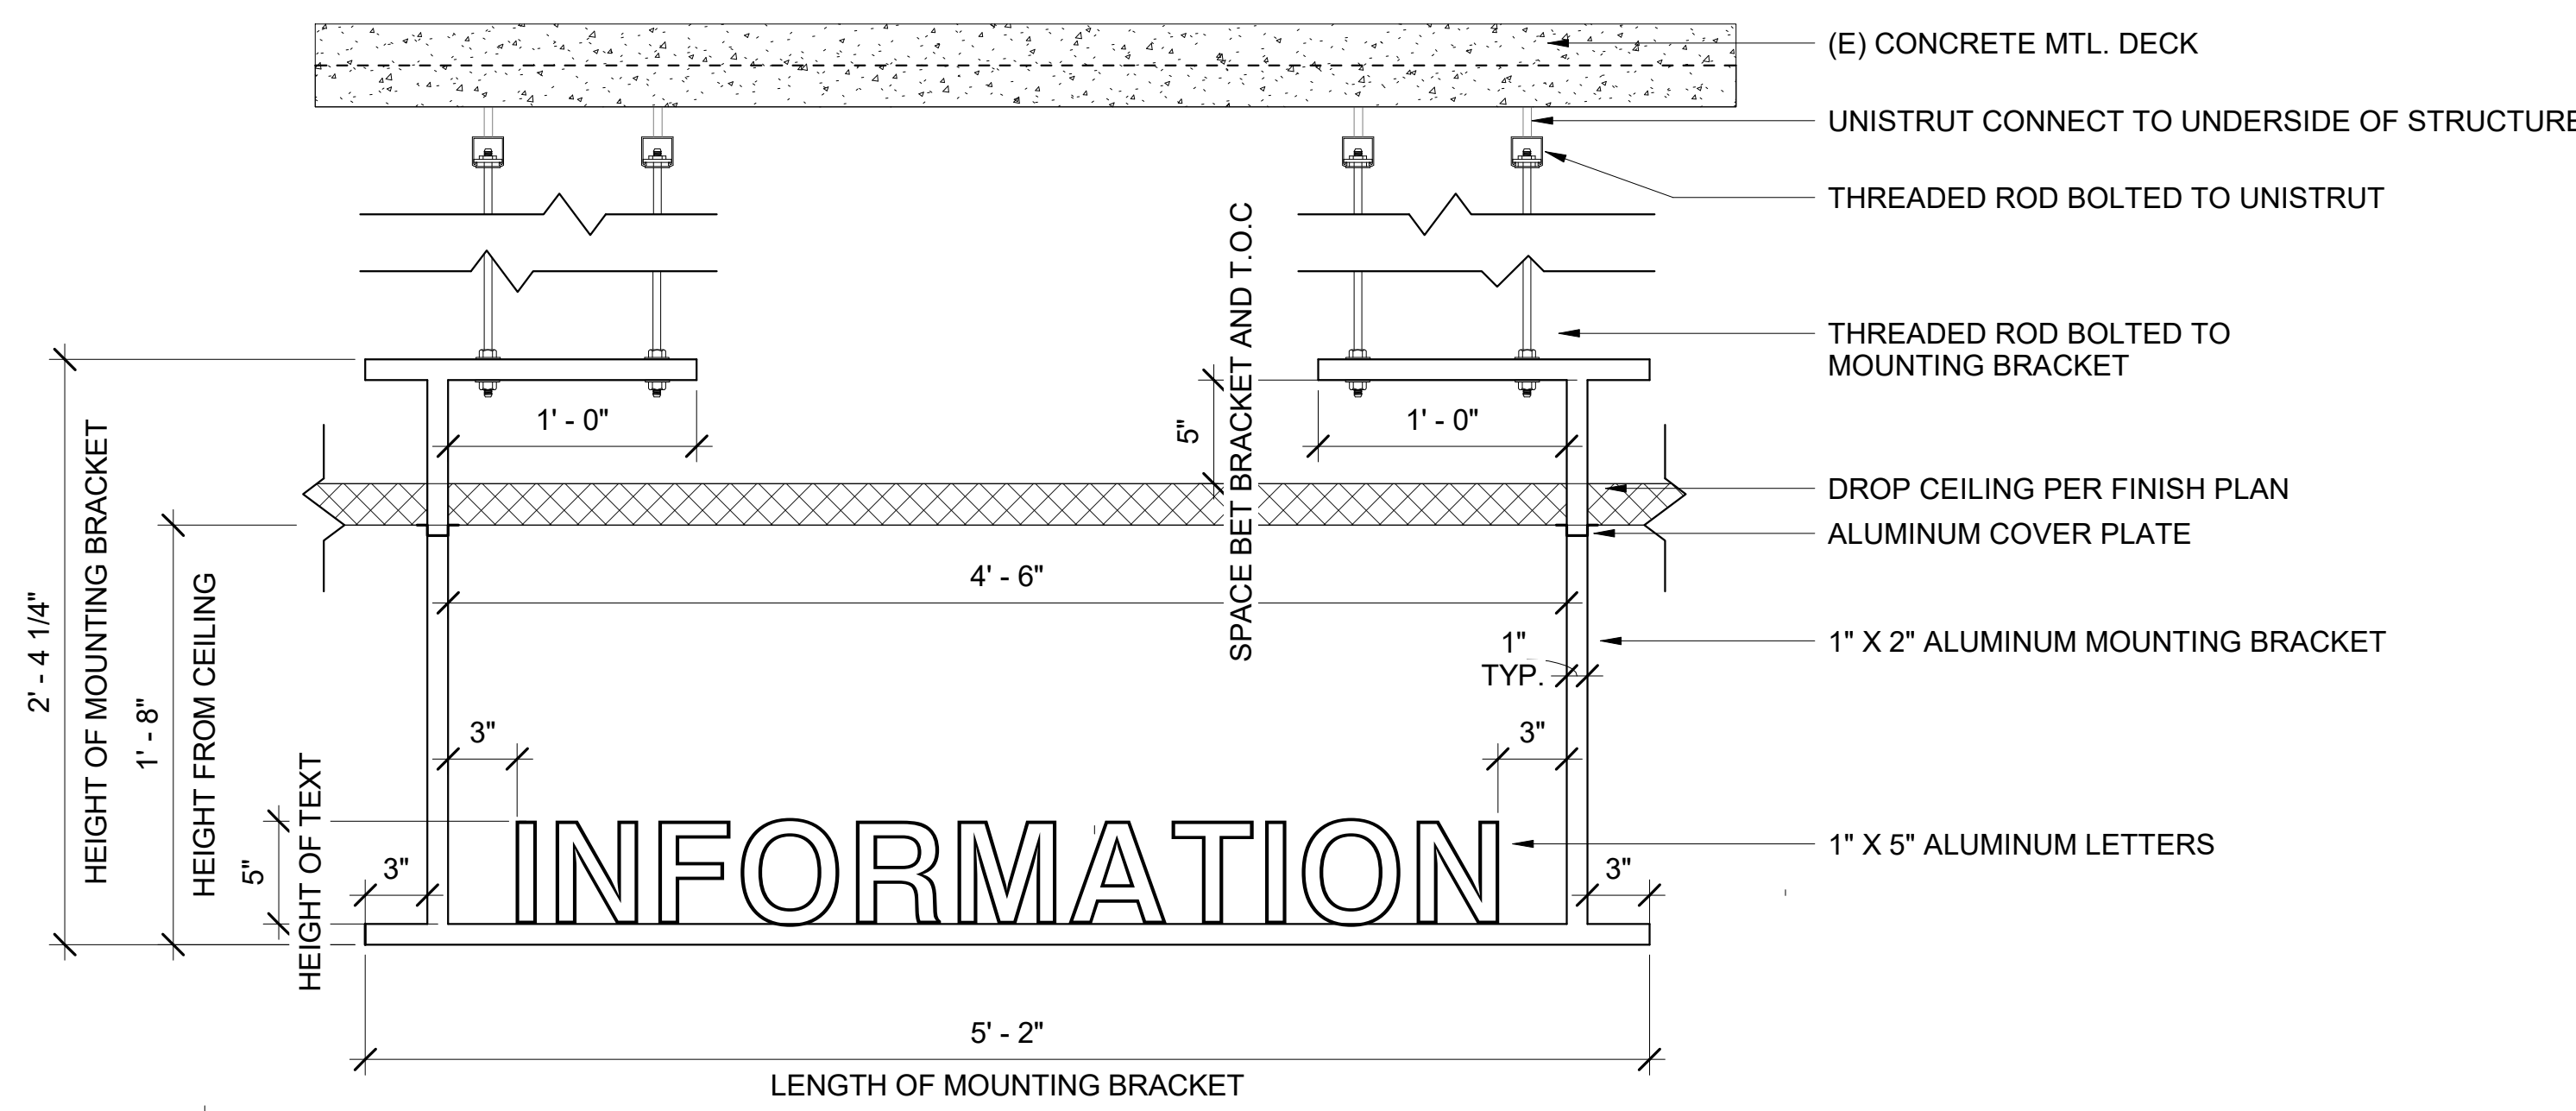 (E) CONCRETE MTL. DECK
UNISTRUT CONNECT TO UNDERSIDE OF STRUCTURE
THREADED ROD BOLTED TO UNISTRUT
SPACE BET BRACKET AND T.O.C
THREADED ROD BOLTED TO
MOUNTING BRACKET
1' - 0"
5"
1' - 0"
DROP CEILING PER FINISH PLAN
ALUMINUM COVER PLATE
4' - 6"
2' - 4 1/4"
HEIGHT OF MOUNTING BRACKET
1' - 8"
HEIGHT FROM CEILING
1"
TYP.
1" X 2" ALUMINUM MOUNTING BRACKET
3"
3"
5"
HEIGHT OF TEXT
3"
INFORMATION
1" X 5" ALUMINUM LETTERS
3"
5' - 2"
LENGTH OF MOUNTING BRACKET